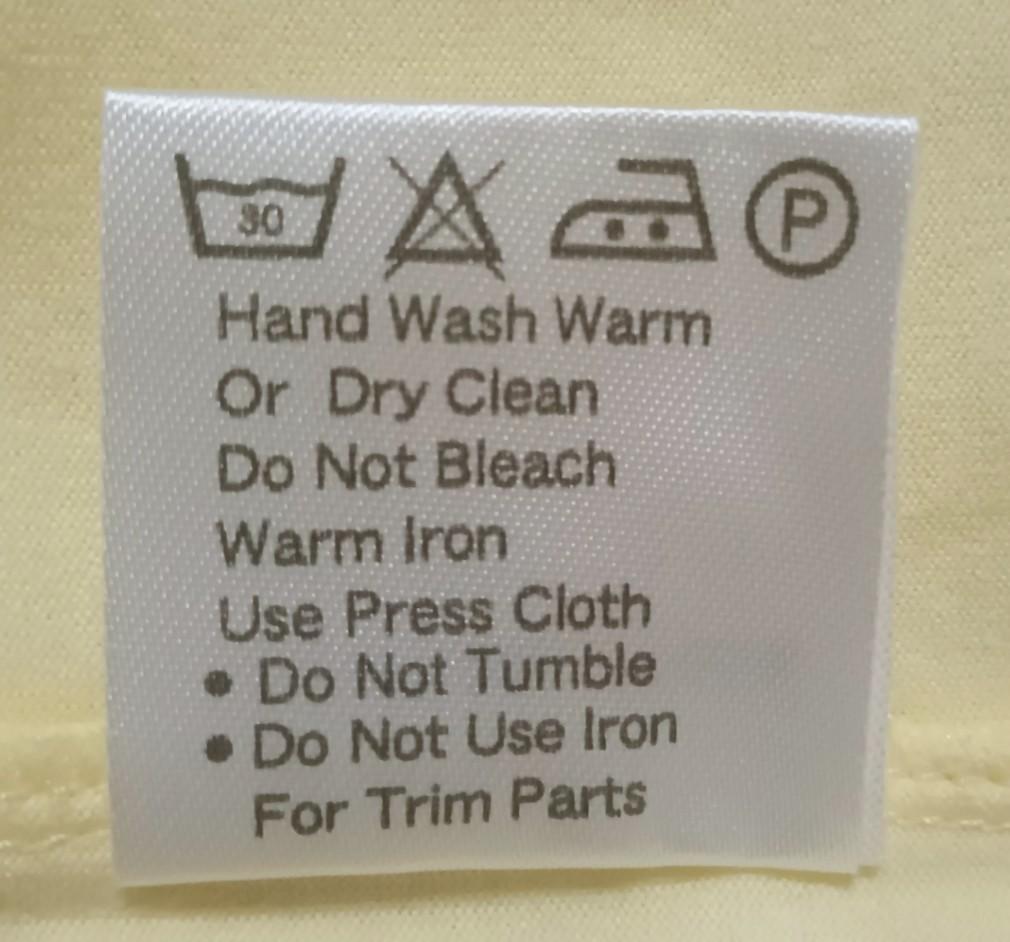 30 P
Hand Wash Warm
Or Dry Clean
Do Not Bleach
Warm Iron
Use Press Cloth
• Do Not Tumble
• Do Not Use Iron
For Trim Parts